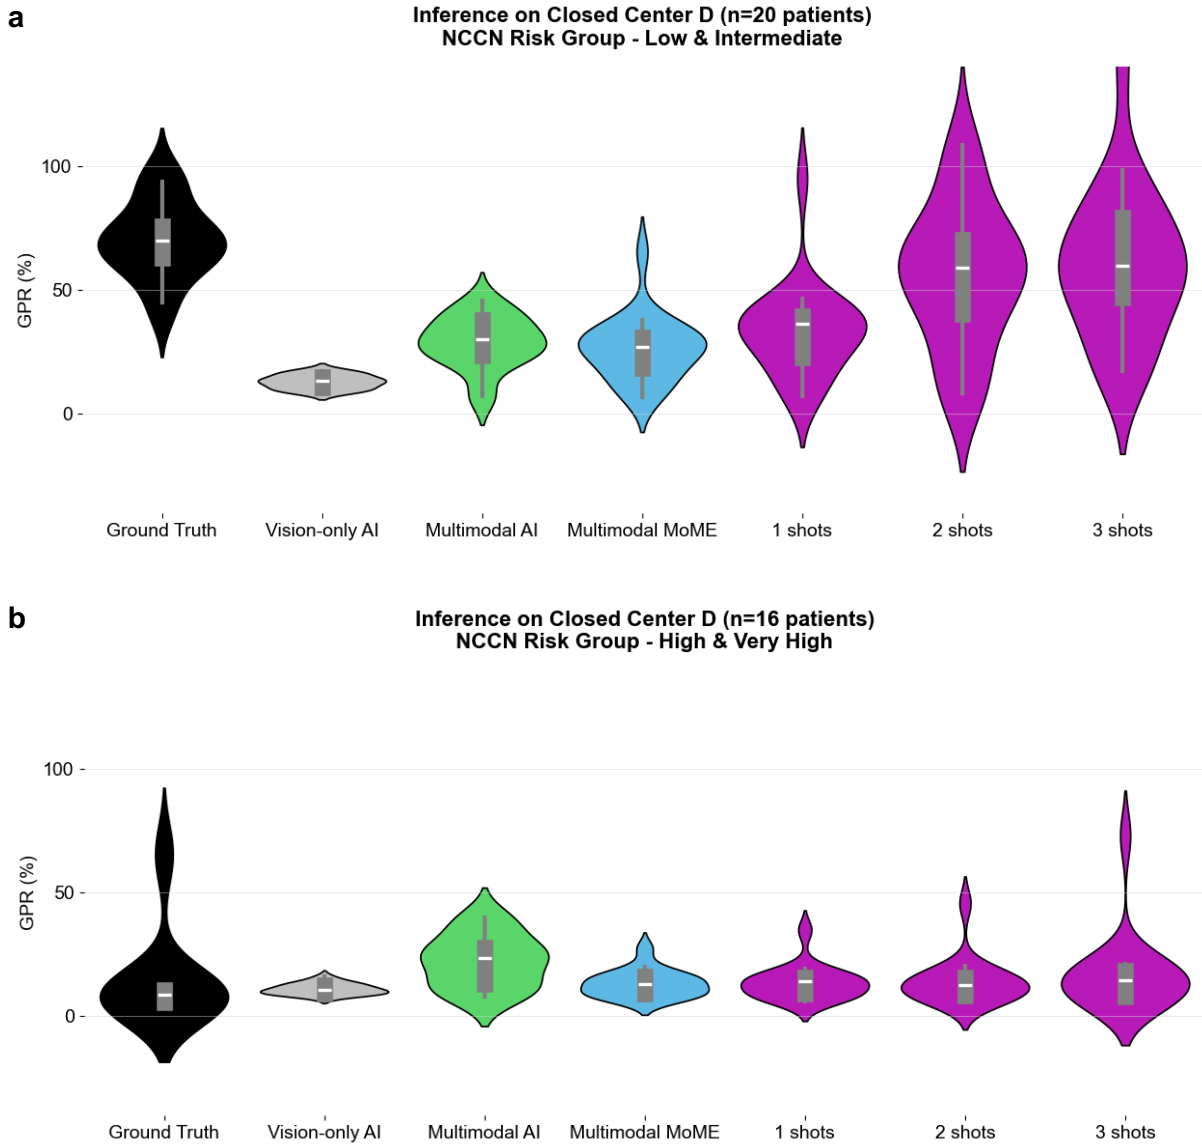 a
Inference on Closed Center D (n=20 patients)
NCCN Risk Group - Low & Intermediate
GPR (%)
100
50
0
Ground Truth
Vision-only AI
Multimodal AI
Multimodal MoME
1 shots
2 shots
3 shots
b
Inference on Closed Center D (n=16 patients)
NCCN Risk Group - High & Very High
GPR (%)
100
50
0
Ground Truth
Vision-only AI
Multimodal AI
Multimodal MoME
1 shots
2 shots
3 shots